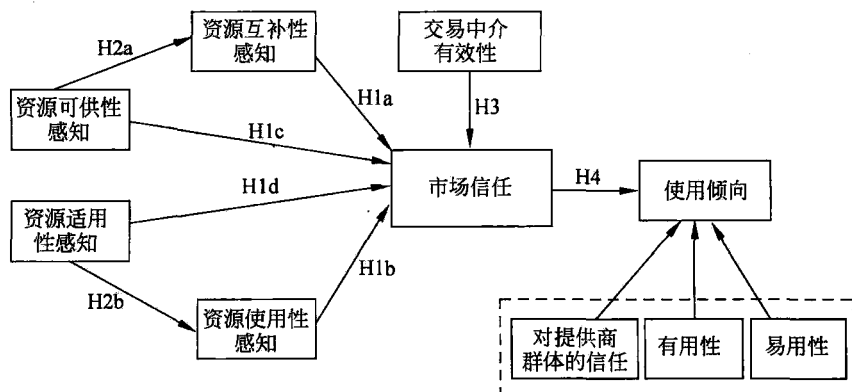 资源互补性
感知
交易中介
有效性
H2a
H1a
H3
资源可供性
感知
H1c
市场信任
H4
使用倾向
H1d
资源适用
性感知
H1b
H2b
资源使用性
感知
对提供商
群体的信任
有用性
易用性